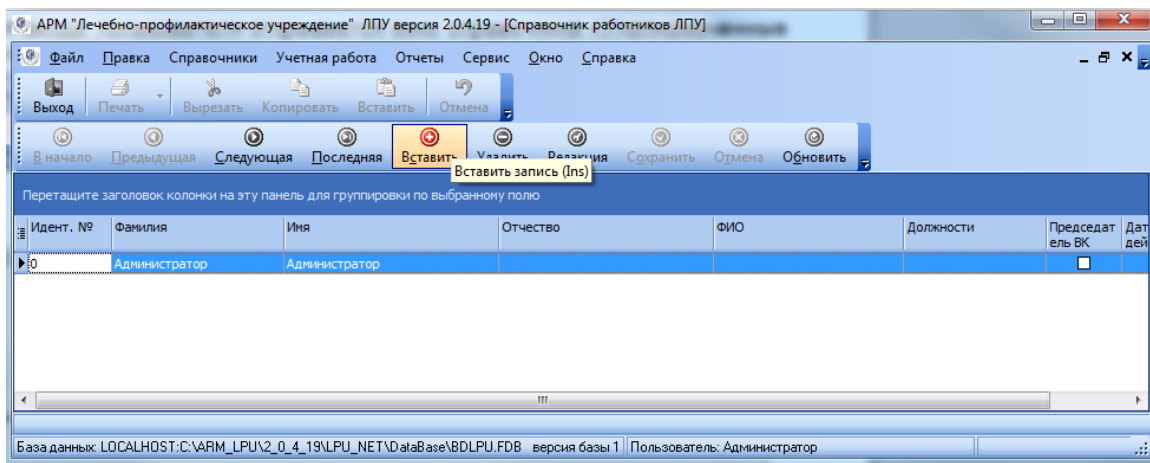 АРМ "Лечебно-профилактическое учреждение" ЛПУ версия 2.0.4.19 - [Справочник работников ЛПУ]
Файл Правка Справочники Учетная работа Отчеты Сервис Окно Справка
Выход Печать Вырезать Копировать Вставить Отмена
В начало Предыдущая Следующая Последняя Вставить Удалить Редакция Сохранить Отмена Обновить
Вставить запись (Ins)
Перетащите заголовок колонки на эту панель для группировки по выбранному полю
Идент. № Фамилия Имя Отчество ФИО Должности Председат Дат
ель ВК дей
0 Администратор Администратор
База данных: LOCALHOST:C:\ARM_LPU\2_0_4_19\LPU_NET\DataBase\BDLPU.FDB версия базы 1 Пользователь: Администратор